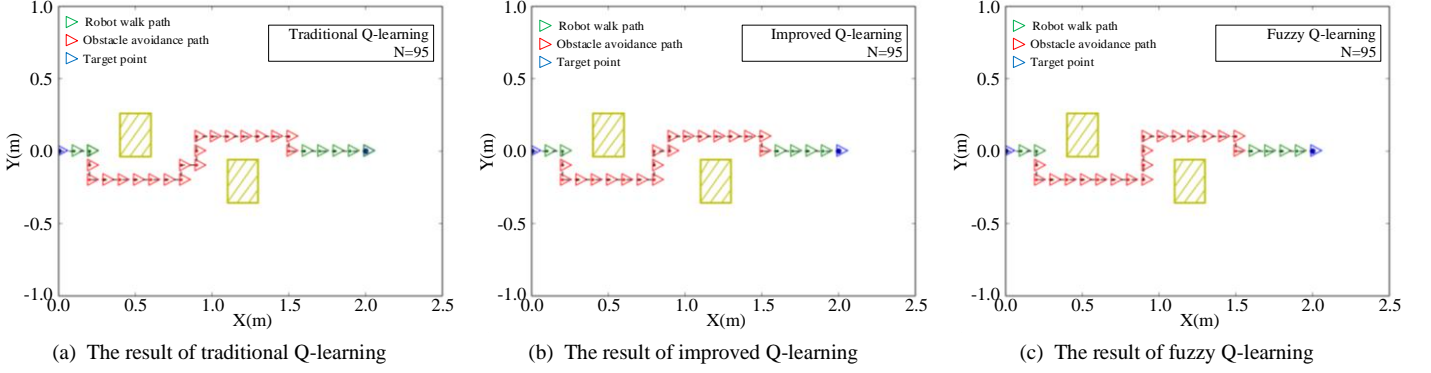 1.0
0.5
0.0
-0.5
-1.0
Y(m)
Robot walk path
Obstacle avoidance path
Target point
Traditional Q-learning
N=95
0.0 0.5 1.0 1.5 2.0 2.5
X(m)
(a) The result of traditional Q-learning
1.0
0.5
0.0
-0.5
-1.0
Y(m)
Robot walk path
Obstacle avoidance path
Target point
Improved Q-learning
N=95
0.0 0.5 1.0 1.5 2.0 2.5
X(m)
(b) The result of improved Q-learning
1.0
0.5
0.0
-0.5
-1.0
Y(m)
Robot walk path
Obstacle avoidance path
Target point
Fuzzy Q-learning
N=95
0.0 0.5 1.0 1.5 2.0 2.5
X(m)
(c) The result of fuzzy Q-learning